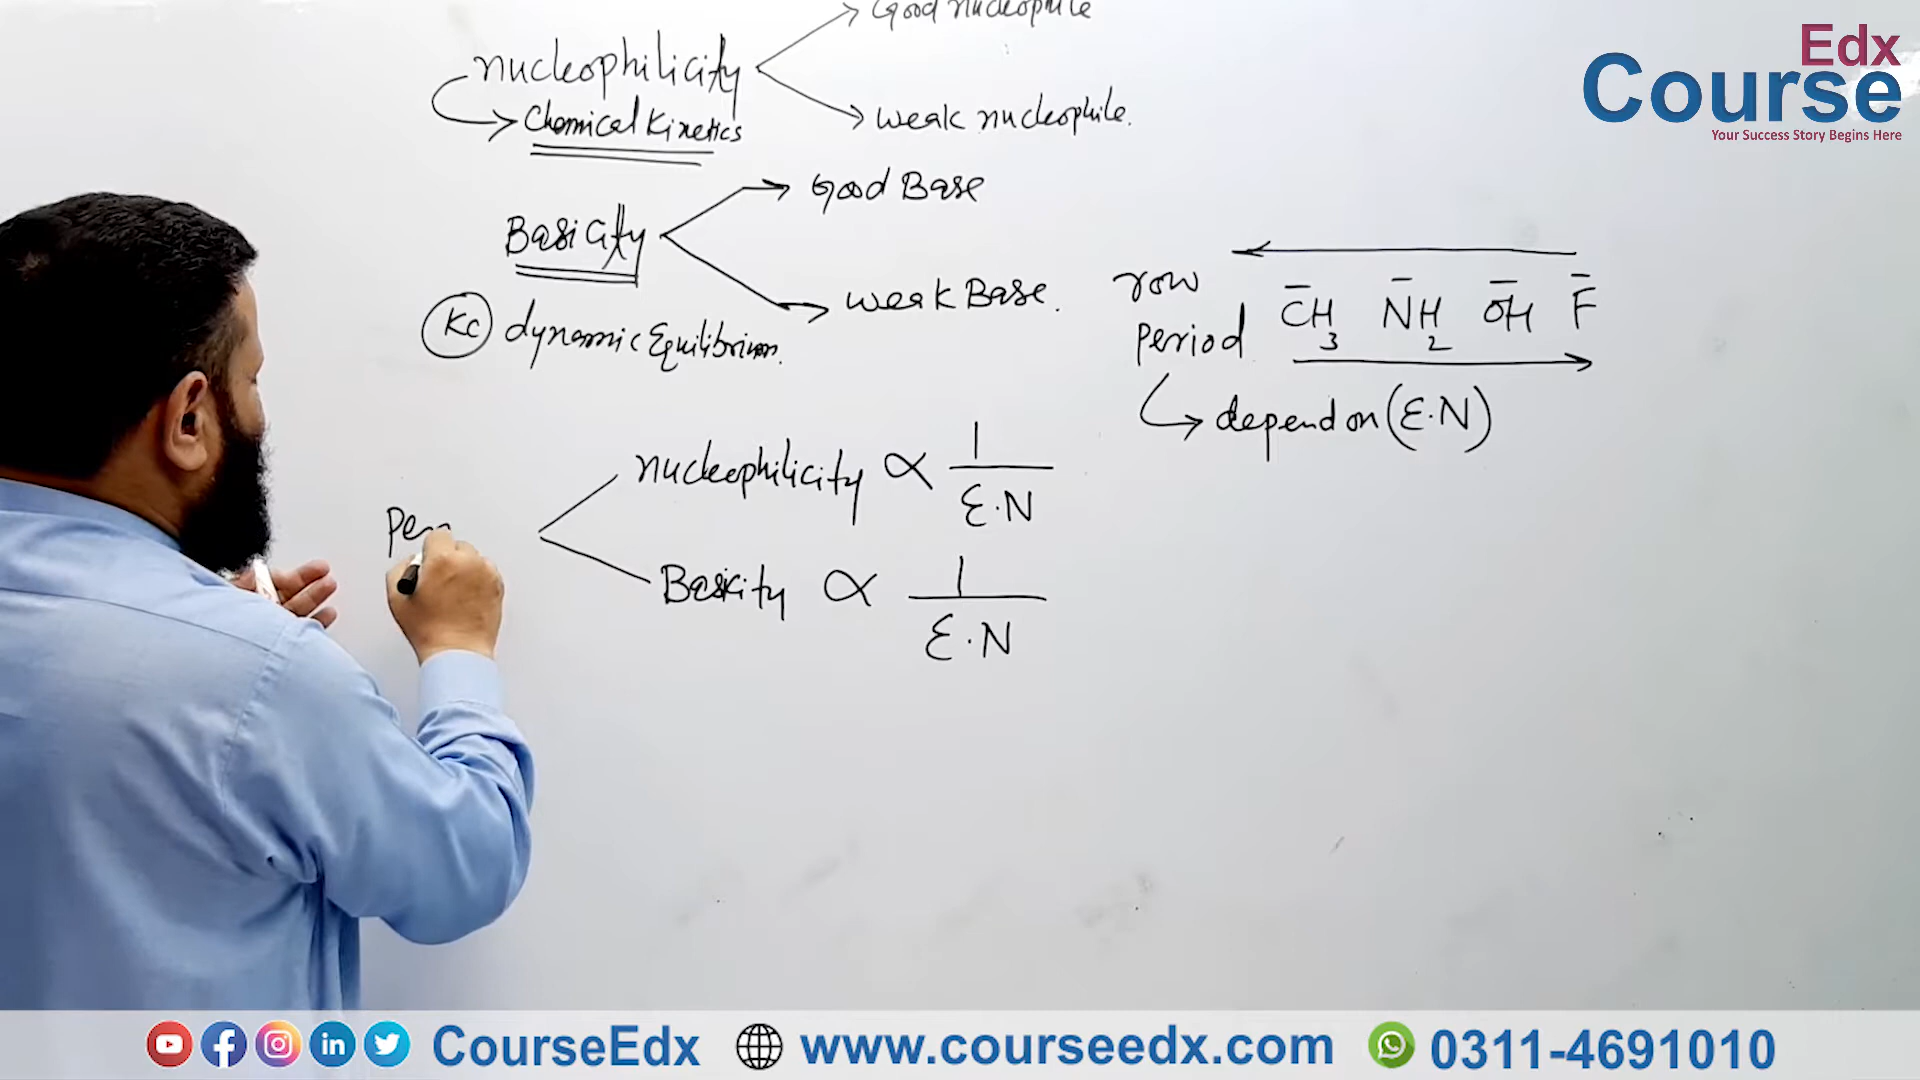 Good nucleophile
nucleophilicity
Chemical Kinetics
weak nucleophile.
Good Base
Basicity
weak Base.
Kc dynamic Equilibrium.
row
period
C̄H3 N̄H2 ŌH F̄
depend on (E.N)
nucleophilicity ∝ 1/E.N
Per
Basicity ∝ 1/E.N
Edx
Course
Your Success Story Begins Here
CourseEdx www.courseedx.com 0311-4691010